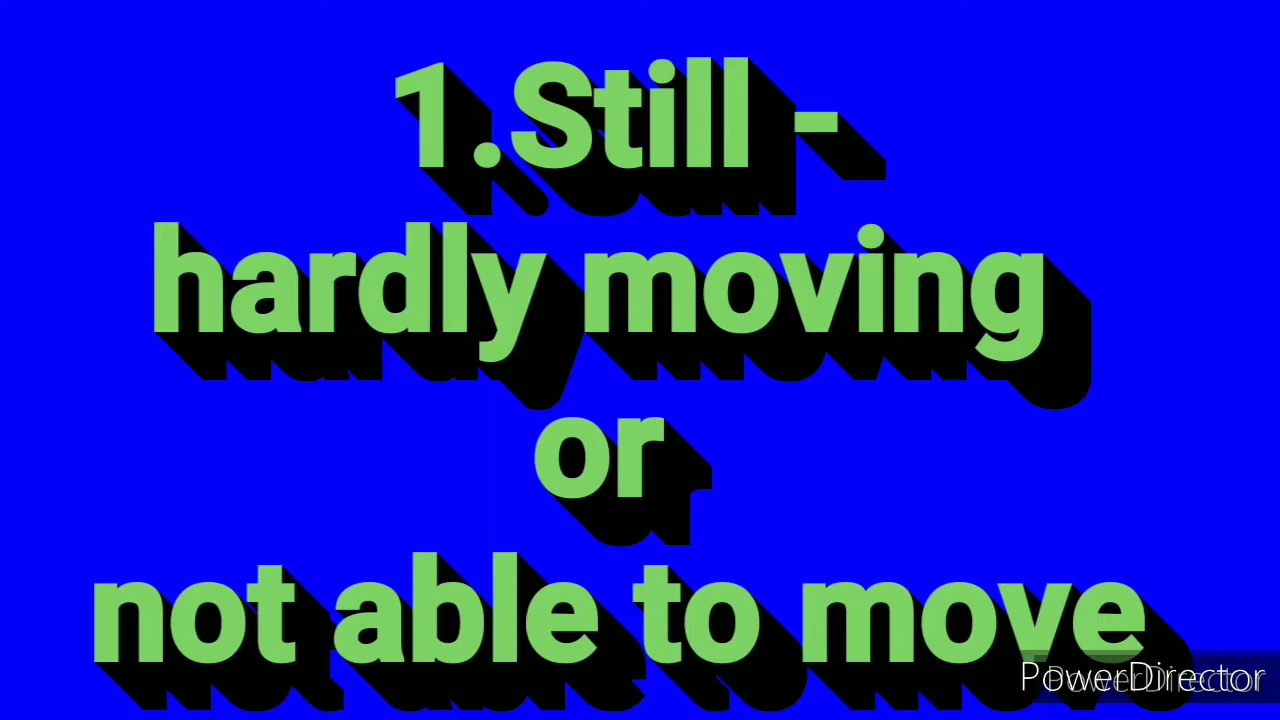 1.Still -
hardly moving
or
not able to move
PowerDirector